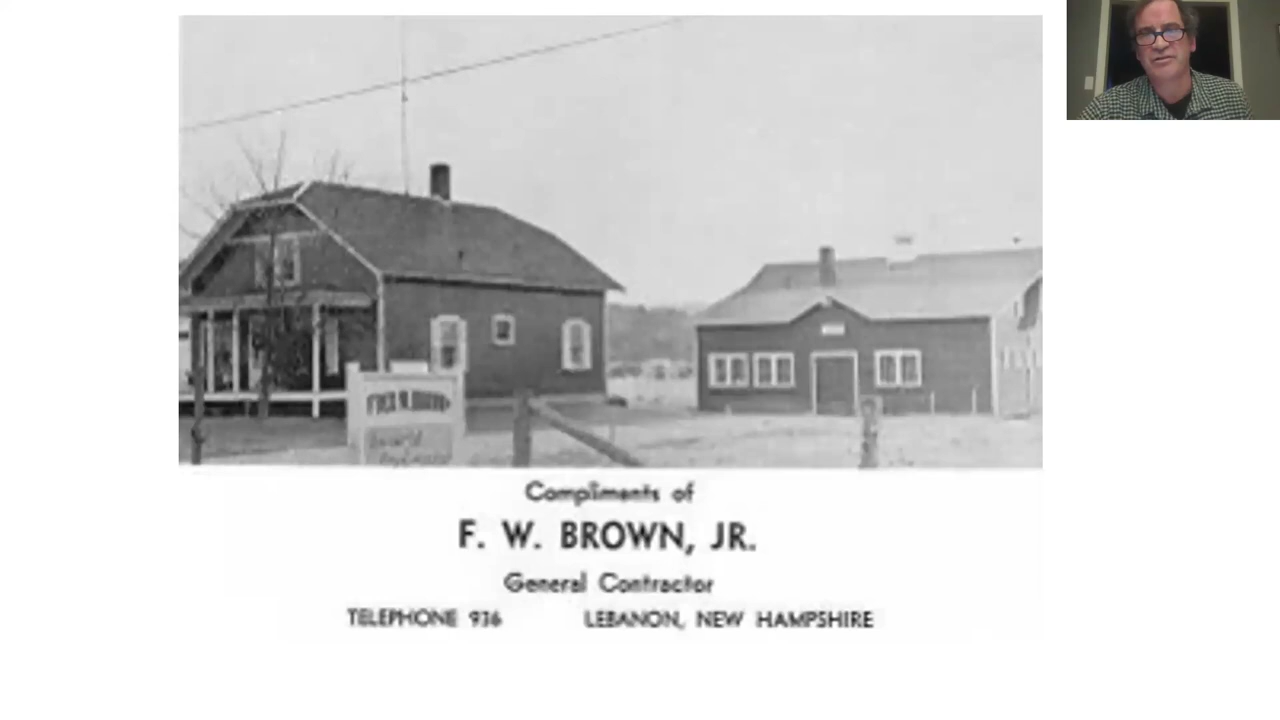 Compliments of
F. W. BROWN, JR.
General Contractor
TELEPHONE 936 LEBANON, NEW HAMPSHIRE